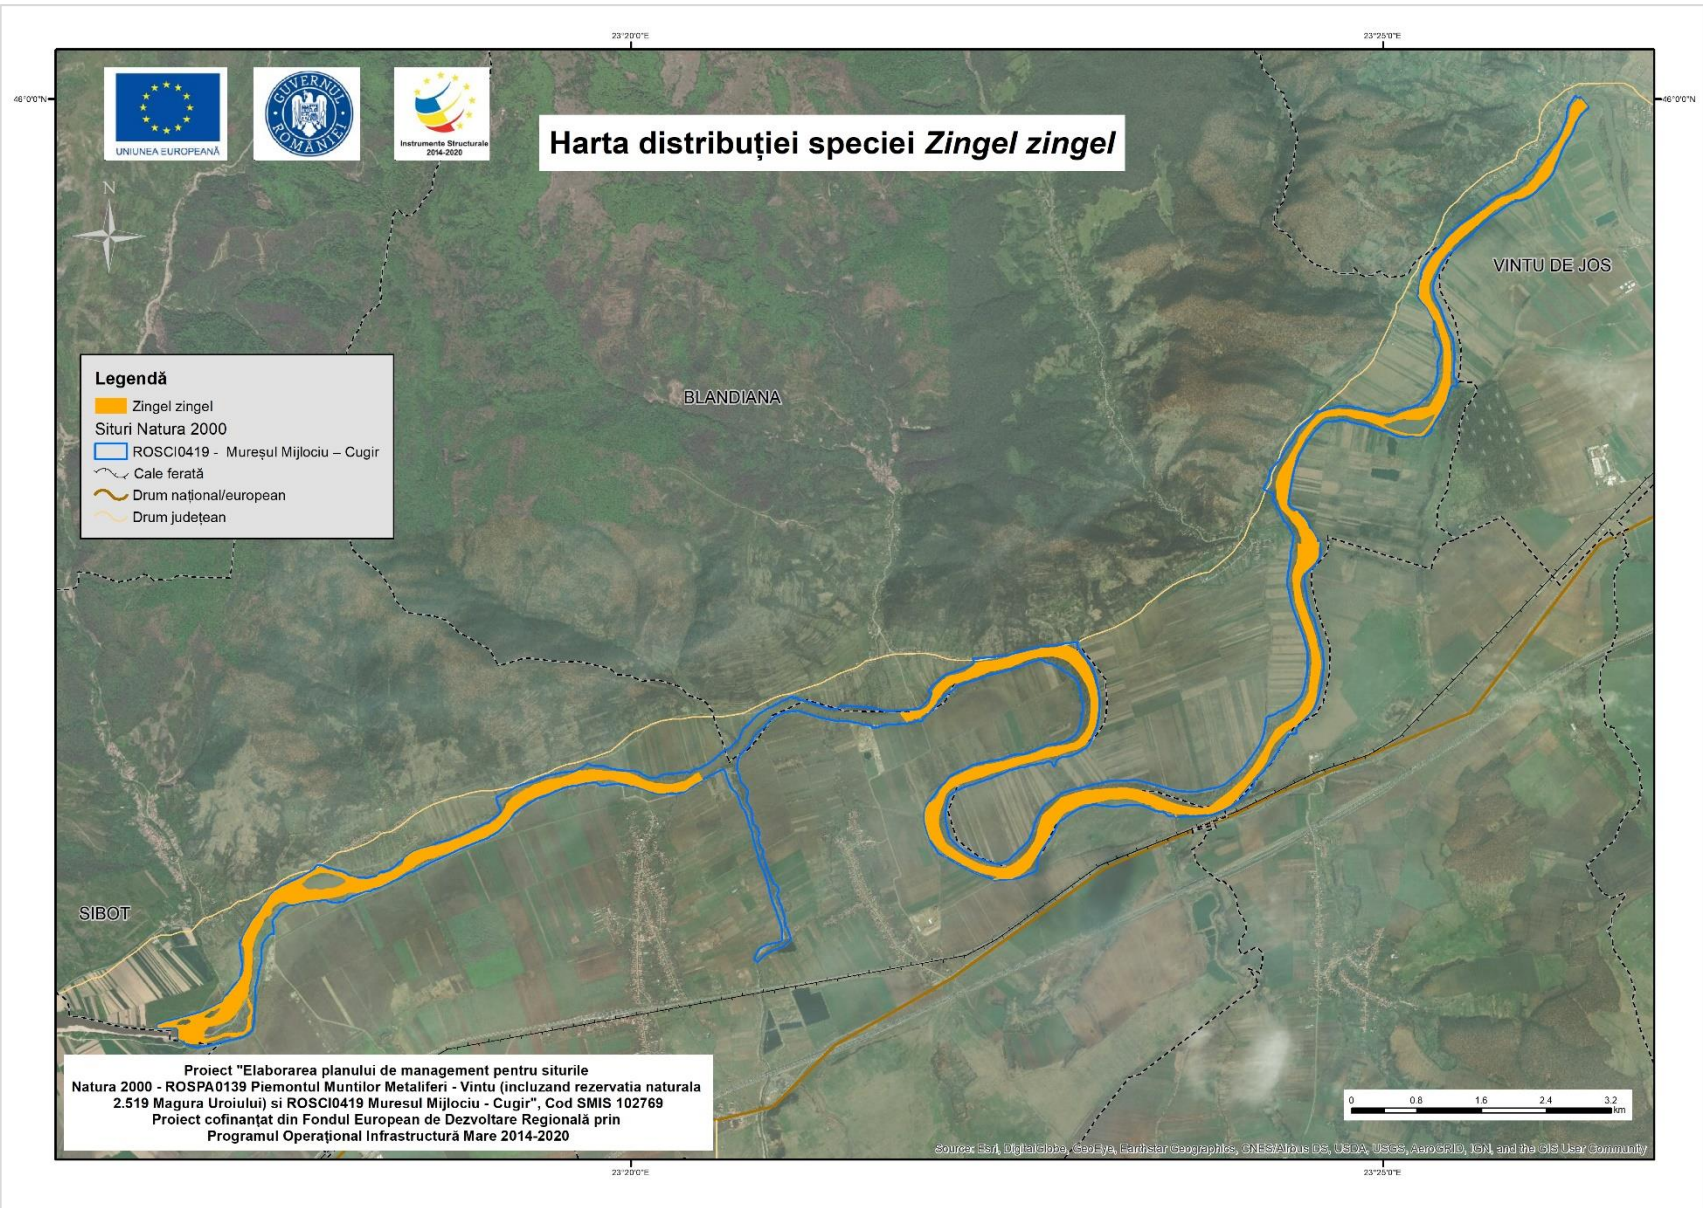 23°20'0"E
23°25'0"E
46°0'0"N
46°0'0"N
UNIUNEA EUROPEANĂ
GUVERNUL ROMÂNIEI
Instrumente Structurale
2014-2020
Harta distribuției speciei Zingel zingel
N
VINTU DE JOS
BLANDIANA
SIBOT
Legendă
Zingel zingel
Situri Natura 2000
ROSCI0419 - Mureșul Mijlociu – Cugir
Cale ferată
Drum național/european
Drum județean
Proiect "Elaborarea planului de management pentru siturile
Natura 2000 - ROSPA0139 Piemontul Muntilor Metaliferi - Vintu (incluzand rezervatia naturala
2.519 Magura Uroiului) si ROSCI0419 Muresul Mijlociu - Cugir", Cod SMIS 102769
Proiect cofinanţat din Fondul European de Dezvoltare Regională prin
Programul Operaţional Infrastructură Mare 2014-2020
0 0.8 1.6 2.4 3.2
km
Source: Esri, DigitalGlobe, GeoEye, Earthstar Geographics, CNES/Airbus DS, USDA, USGS, AeroGRID, IGN, and the GIS User Community
23°20'0"E
23°25'0"E